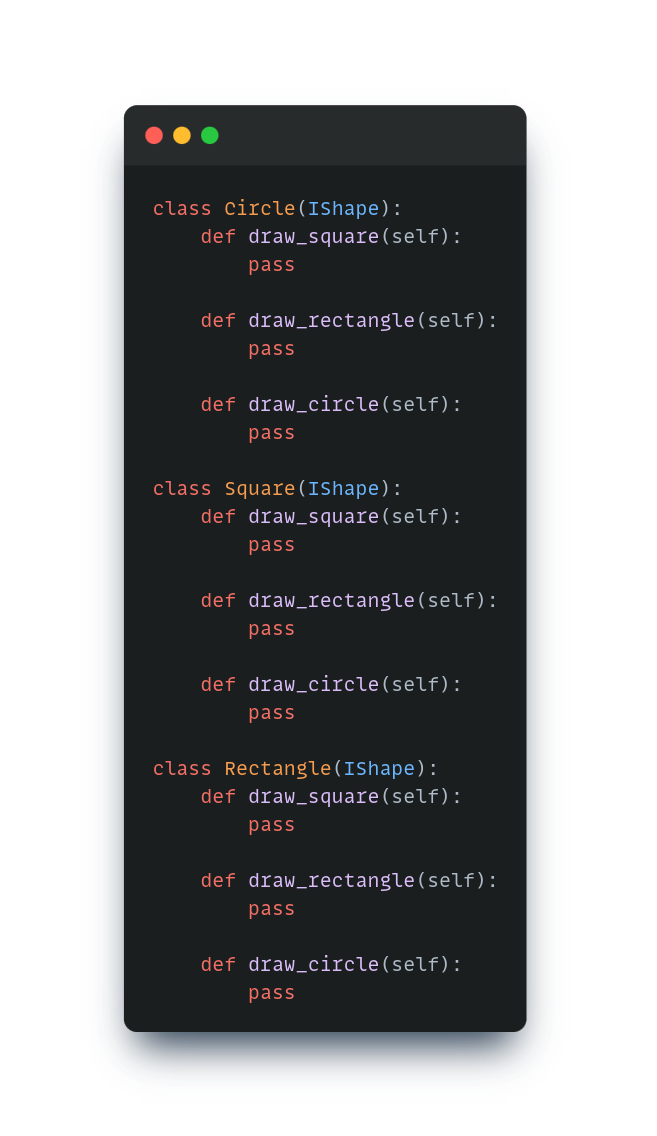 class Circle(IShape):
    def draw_square(self):
        pass

    def draw_rectangle(self):
        pass

    def draw_circle(self):
        pass

class Square(IShape):
    def draw_square(self):
        pass

    def draw_rectangle(self):
        pass

    def draw_circle(self):
        pass

class Rectangle(IShape):
    def draw_square(self):
        pass

    def draw_rectangle(self):
        pass

    def draw_circle(self):
        pass